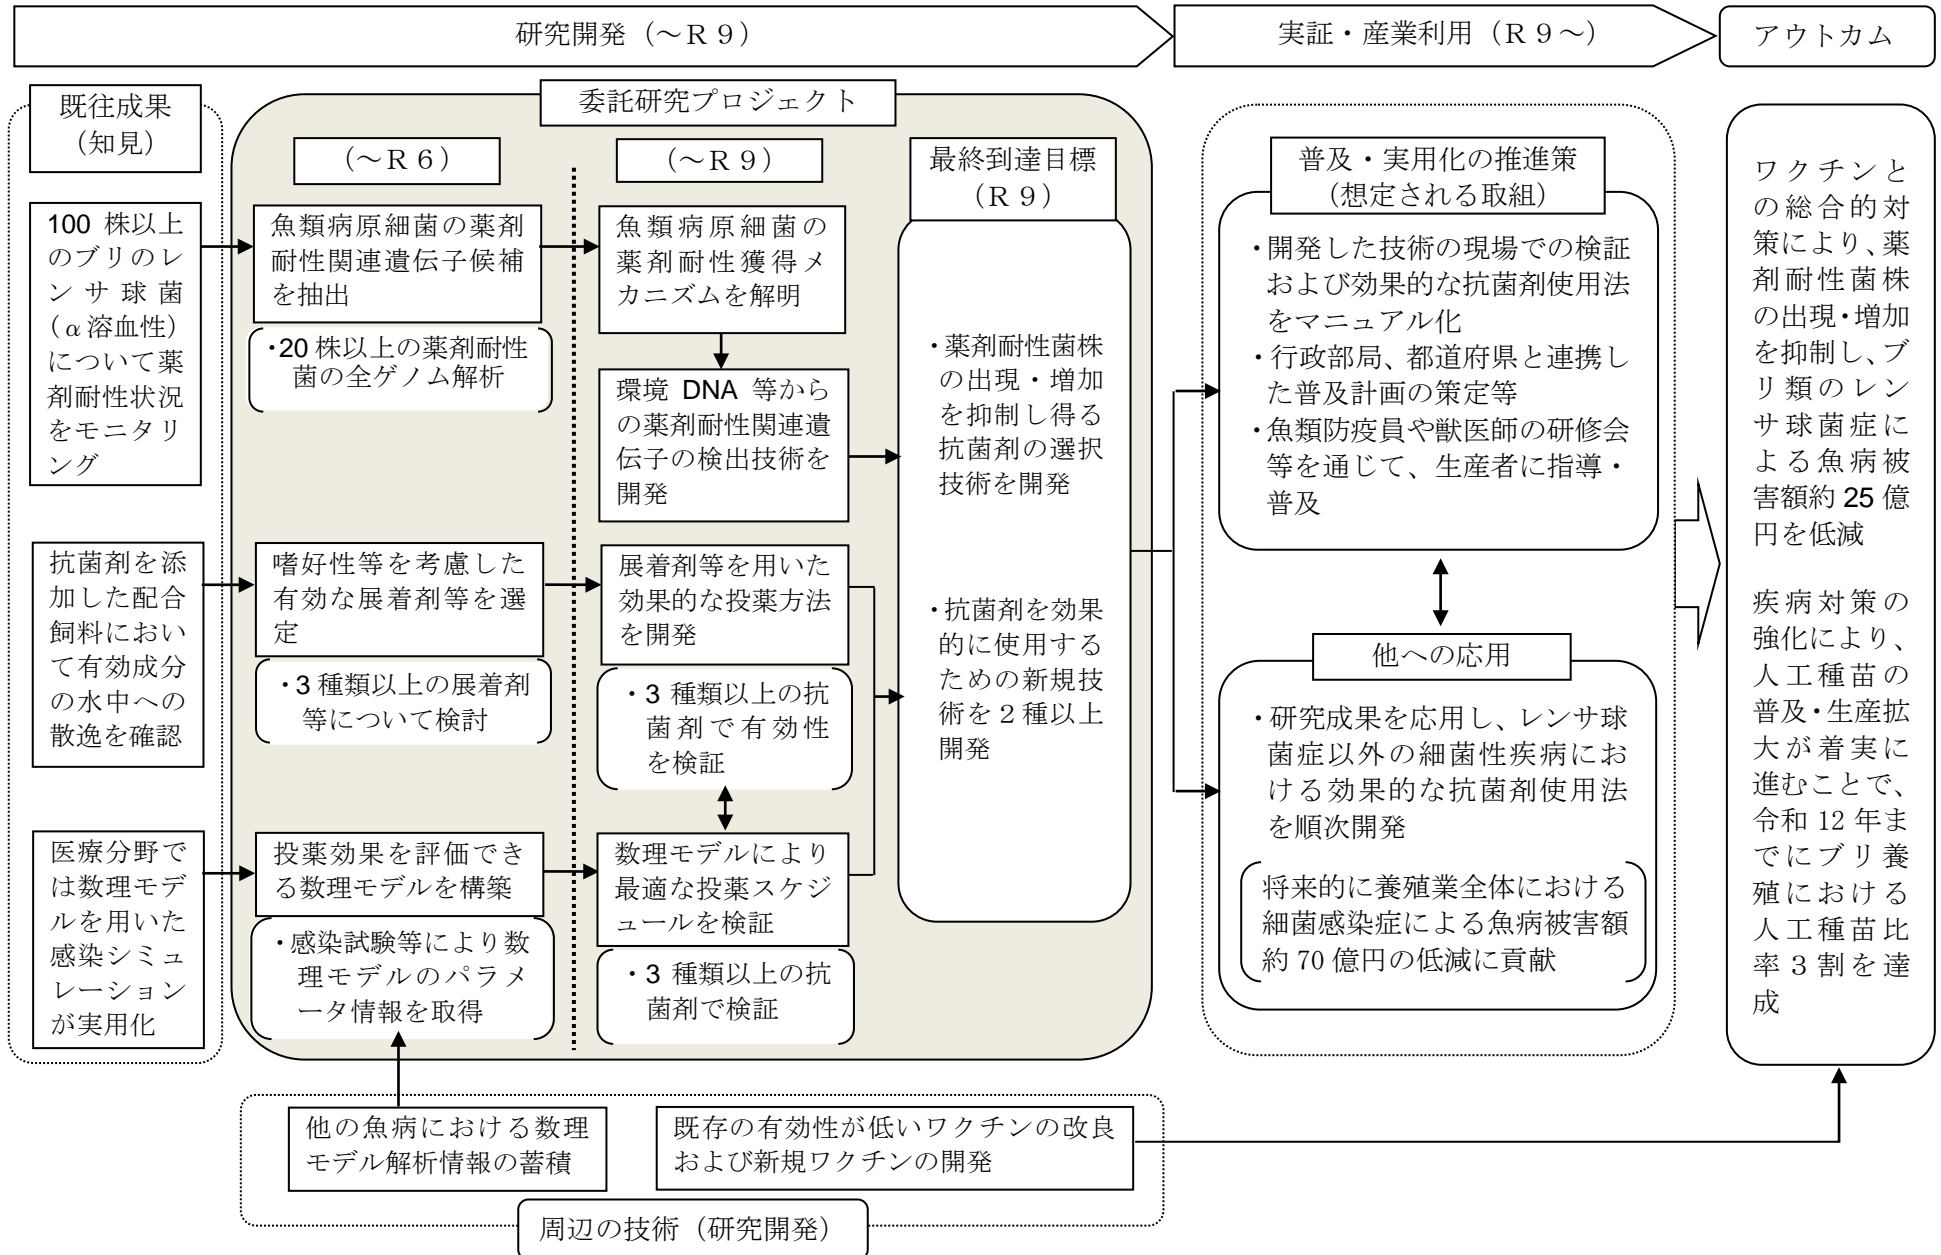 研究開発(~R9)
実証・産業利用(R9~)
アウトカム
既往成果
(知見)
100 株以上
のブリのレ
ンサ球菌
(α溶血性)
について薬
剤耐性状況
をモニタリ
ング
抗菌剤を添
加した配合
飼料におい
て有効成分
の水中への
散逸を確認
医療分野で
は数理モデ
ルを用いた
感染シミュ
レーション
が実用化
委託研究プロジェクト
(~R6)
魚類病原細菌の薬剤
耐性関連遺伝子候補
を抽出
・20 株以上の薬剤耐性
菌の全ゲノム解析
嗜好性等を考慮した
有効な展着剤等を選
定
・3 種類以上の展着剤
等について検討
投薬効果を評価でき
る数理モデルを構築
・感染試験等により数
理モデルのパラメ
ータ情報を取得
(~R9)
魚類病原細菌の
薬剤耐性獲得メ
カニズムを解明
環境 DNA 等から
の薬剤耐性関連遺
伝子の検出技術を
開発
展着剤等を用いた
効果的な投薬方法
を開発
・3 種類以上の抗
菌剤で有効性
を検証
数理モデルにより
最適な投薬スケジ
ュールを検証
・3 種類以上の抗
菌剤で検証
最終到達目標
(R9)
・薬剤耐性菌株
の出現・増加
を抑制し得る
抗菌剤の選択
技術を開発
・抗菌剤を効果
的に使用する
ための新規技
術を2種以上
開発
普及・実用化の推進策
(想定される取組)
・開発した技術の現場での検証
および効果的な抗菌剤使用法
をマニュアル化
・行政部局、都道府県と連携し
た普及計画の策定等
・魚類防疫員や獣医師の研修会
等を通じて、生産者に指導・
普及
他への応用
・研究成果を応用し、レンサ球
菌症以外の細菌性疾病にお
ける効果的な抗菌剤使用法
を順次開発
将来的に養殖業全体における
細菌感染症による魚病被害額
約 70 億円の低減に貢献
ワクチンと
の総合的対
策により、薬
剤耐性菌株
の出現・増加
を抑制し、ブ
リ類のレン
サ球菌症に
よる魚病被
害額約 25 億
円を低減
疾病対策の
強化により、
人工種苗の
普及・生産拡
大が着実に
進むことで、
令和 12 年ま
でにブリ養
殖における
人工種苗比
率3割を達
成
他の魚病における数理
モデル解析情報の蓄積
既存の有効性が低いワクチンの改良
および新規ワクチンの開発
周辺の技術(研究開発)